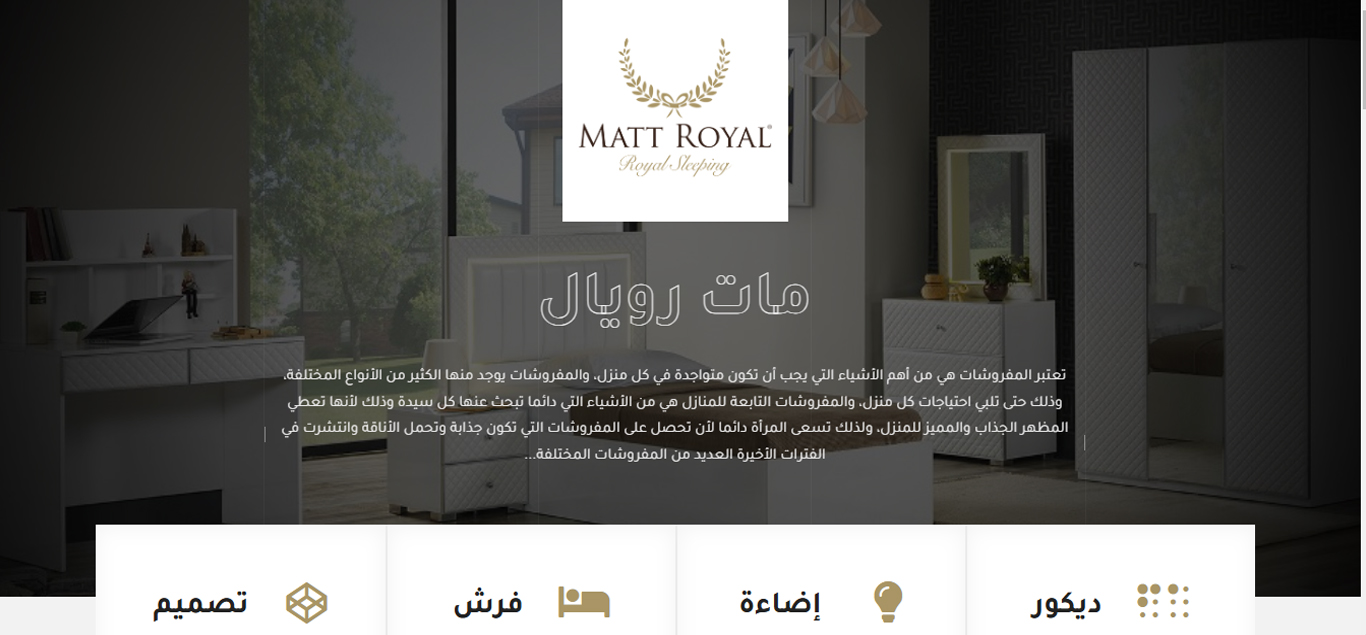 MATT ROYAL®
Royal Sleeping
مات رويال
تعتبر المفروشات هي من أهم الأشياء التي يجب أن تكون متواجدة في كل منزل، والمفروشات يوجد منها الكثير من الأنواع المختلفة،
وذلك حتى تلبي احتياجات كل منزل، والمفروشات التابعة للمنازل هي من الأشياء التي دائما تبحث عنها كل سيدة وذلك لأنها تعطي
المظهر الجذاب والمميز للمنزل، ولذلك تسعى المرأة دائما لأن تحصل على المفروشات التي تكون جذابة وتحمل الأناقة وانتشرت في
الفترات الأخيرة العديد من المفروشات المختلفة...
ديكور
إضاءة
فرش
تصميم